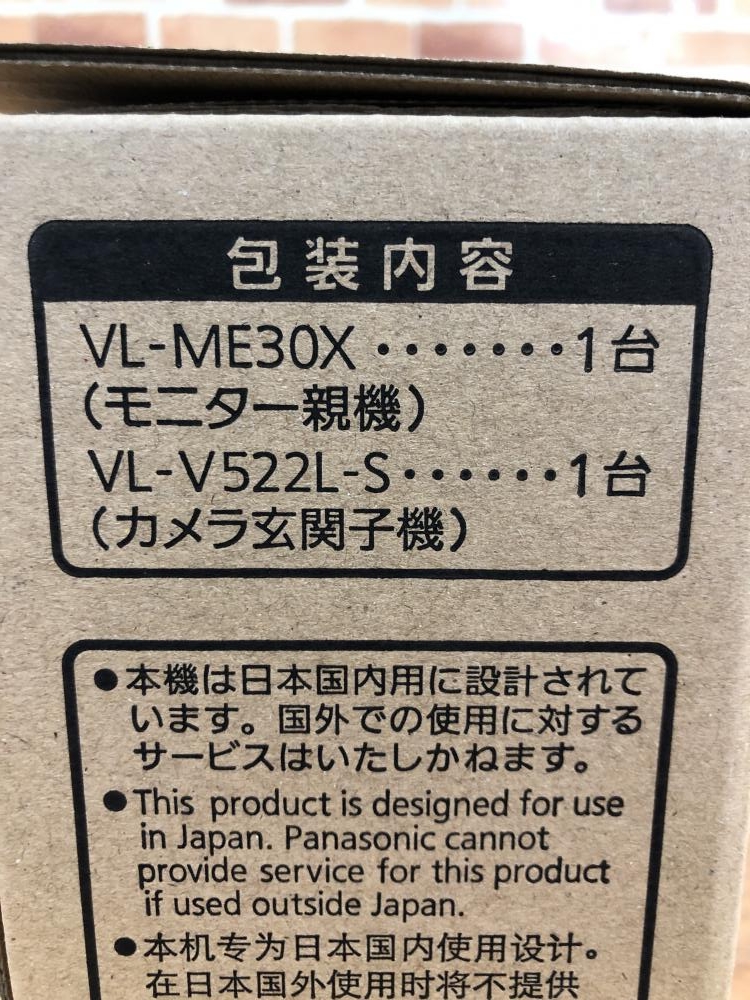 包装内容
VL-ME30X・・・・・・・1台
（モニター親機）
VL-V522L-S・・・・・・1台
（カメラ玄関子機）
●本機は日本国内用に設計されて
います。国外での使用に対する
サービスはいたしかねます。
●This product is designed for use
in Japan. Panasonic cannot
provide service for this product
if used outside Japan.
●本机专为日本国内使用设计。
在日本国外使用时将不提供